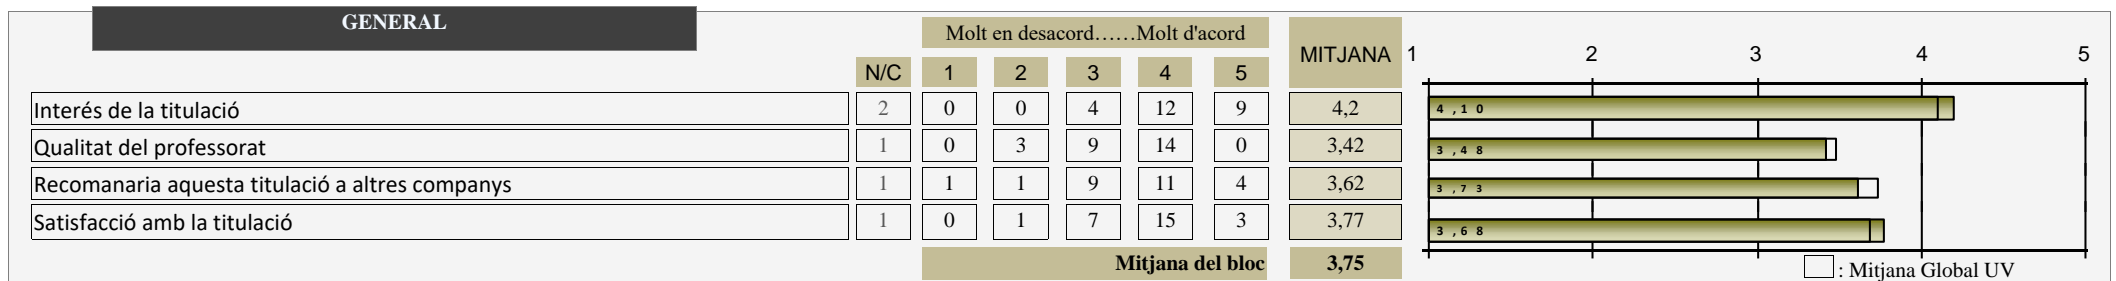 GENERAL
Molt en desacord……Molt d'acord
MITJANA
1 2 3 4 5
N/C 1 2 3 4 5
Interés de la titulació 2 0 0 4 12 9 4,2 4,10
Qualitat del professorat 1 0 3 9 14 0 3,42 3,48
Recomanaria aquesta titulació a altres companys 1 1 1 9 11 4 3,62 3,73
Satisfacció amb la titulació 1 0 1 7 15 3 3,77 3,68
Mitjana del bloc 3,75
: Mitjana Global UV